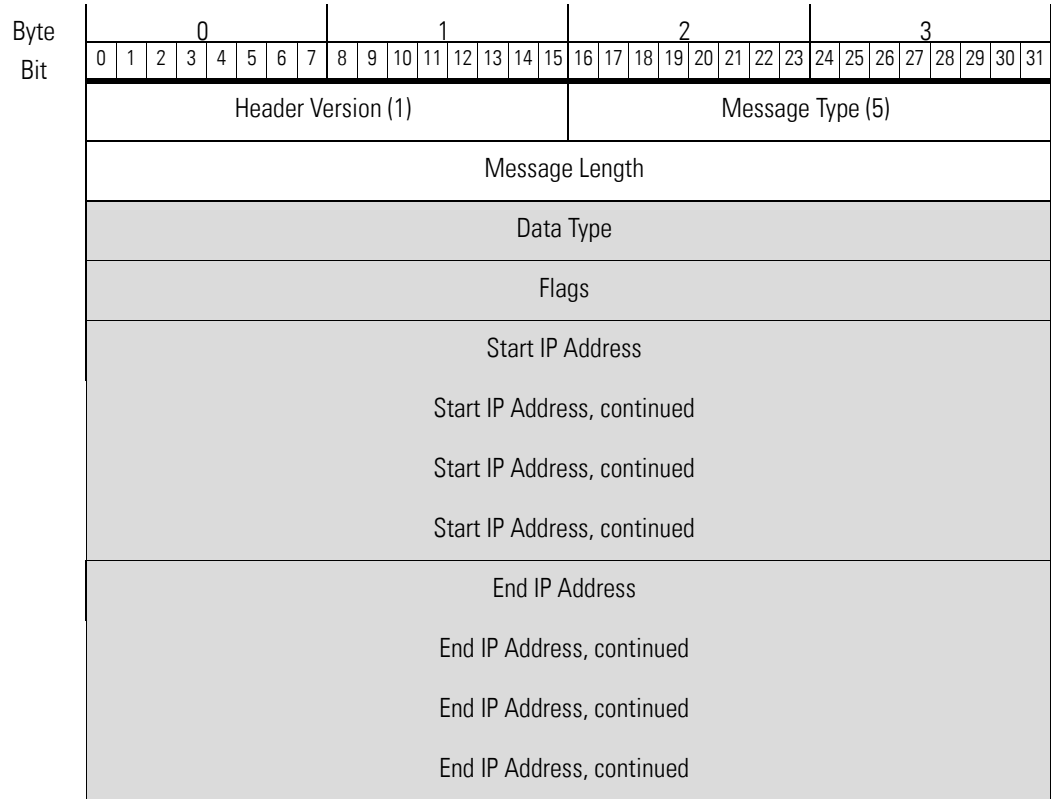 Byte 0 1 2 3
Bit 0 1 2 3 4 5 6 7 8 9 10 11 12 13 14 15 16 17 18 19 20 21 22 23 24 25 26 27 28 29 30 31
Header Version (1) Message Type (5)
Message Length
Data Type
Flags
Start IP Address
Start IP Address, continued
Start IP Address, continued
Start IP Address, continued
End IP Address
End IP Address, continued
End IP Address, continued
End IP Address, continued